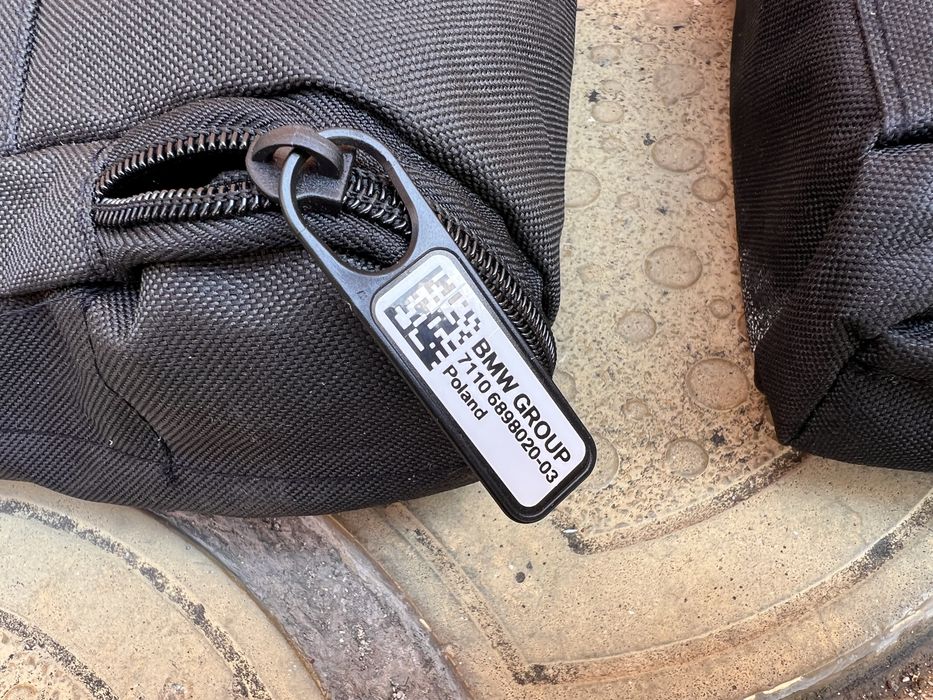 BMW GROUP
7110 6898020-03
Poland